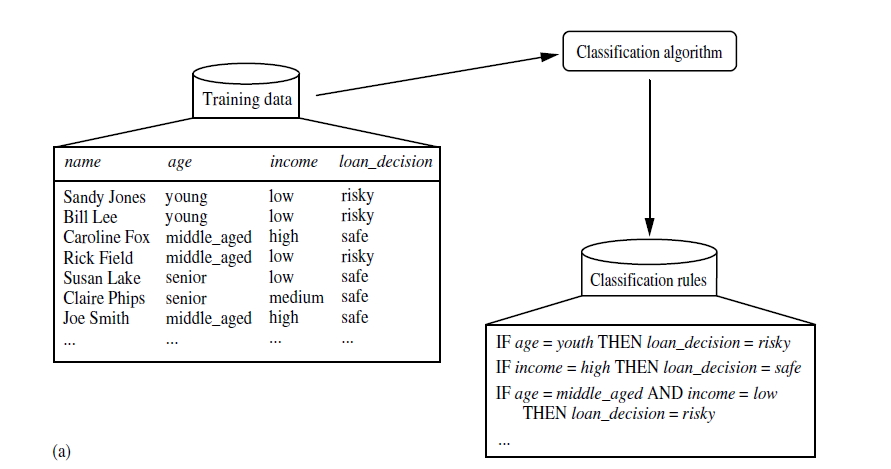 Classification algorithm
Training data
name age income loan_decision
Sandy Jones young low risky
Bill Lee young low risky
Caroline Fox middle_aged high safe
Rick Field middle_aged low risky
Susan Lake senior low safe
Claire Phips senior medium safe
Joe Smith middle_aged high safe
... ... ... ...
Classification rules
IF age = youth THEN loan_decision = risky
IF income = high THEN loan_decision = safe
IF age = middle_aged AND income = low
THEN loan_decision = risky
...
(a)